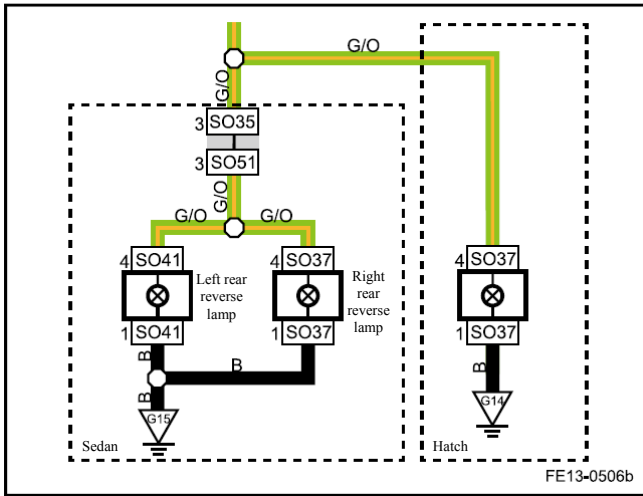 G/O
G/O
3 SO35
3 SO51
G/O
G/O G/O
4 SO41
4 SO37
4 SO37
Left rear
reverse
lamp
Right
rear
reverse
lamp
1 SO41
1 SO37
1 SO37
B
B
B
B
G15
G14
Sedan
Hatch
FE13-0506b